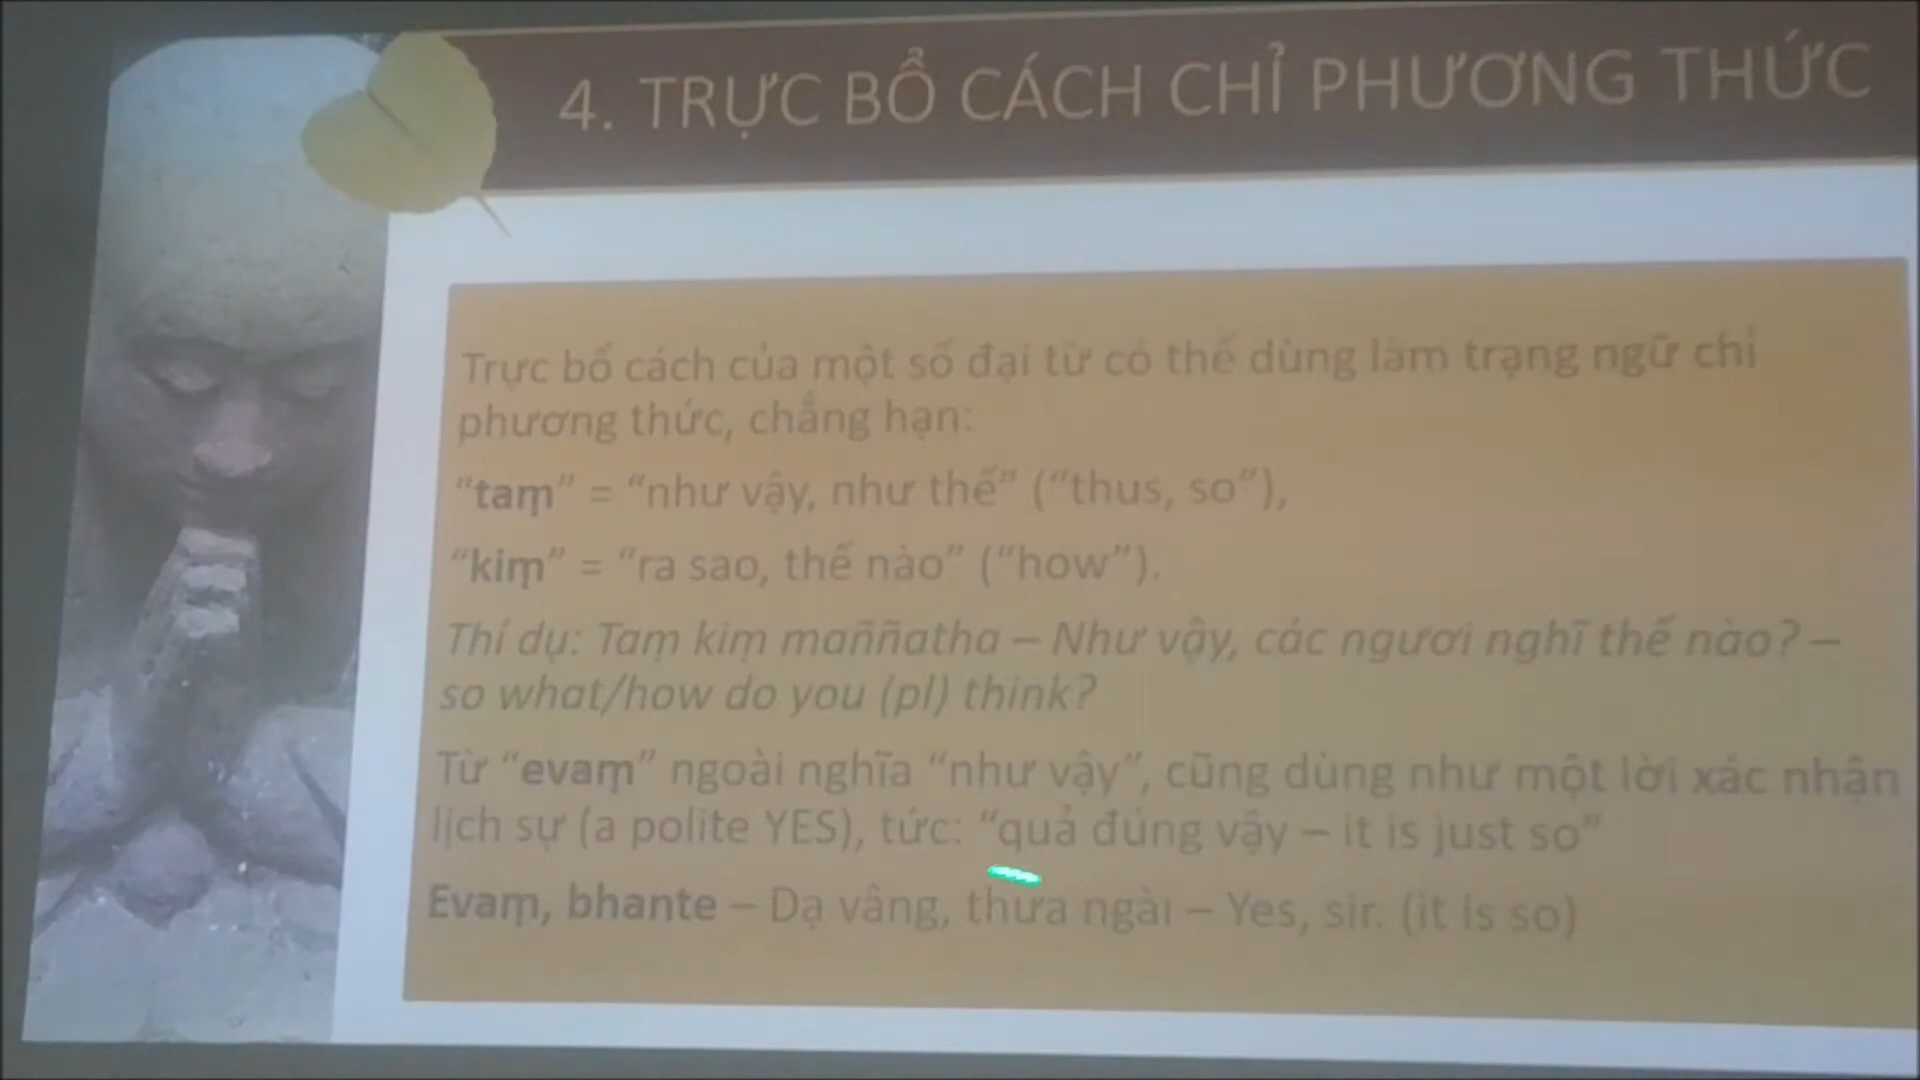 4. TRỰC BỔ CÁCH CHỈ PHƯƠNG THỨC
Trực bổ cách của một số đại từ có thể dùng làm trạng ngữ chỉ
phương thức, chẳng hạn:
“taṃ” = “như vậy, như thế” (“thus, so”),
“kiṃ” = “ra sao, thế nào” (“how”).
Thí dụ: Taṃ kiṃ maññatha – Như vậy, các ngươi nghĩ thế nào? –
so what/how do you (pl) think?
Từ “evaṃ” ngoài nghĩa “như vậy”, cũng dùng như một lời xác nhận
lịch sự (a polite YES), tức: “quả đúng vậy – it is just so”
Evaṃ, bhante – Dạ vâng, thưa ngài – Yes, sir. (it is so)